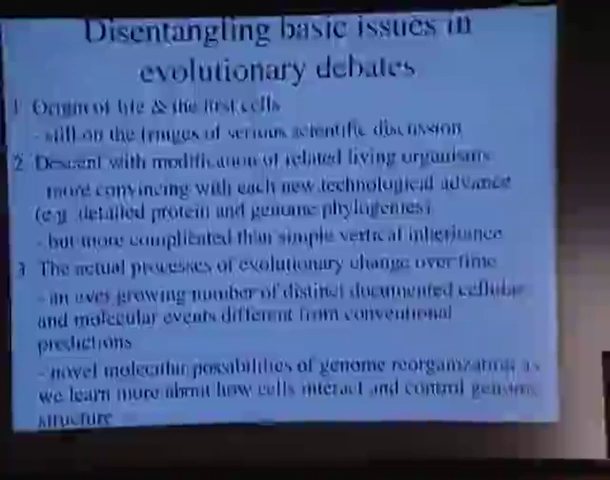 Disentangling basic issues in
evolutionary debates
1 Origin of life & the first cells
- still on the fringes of serious scientific discussion
2 Descent with modification of related living organisms
more convincing with each new technological advance
(e.g. detailed protein and genome phylogenies)
- but more complicated than simple vertical inheritance
3 The actual processes of evolutionary change over time
- an ever growing number of distinct documented cellular
and molecular events different from conventional
predictions
- novel molecular possibilities of genome reorganization as
we learn more about how cells interact and control genome
structure